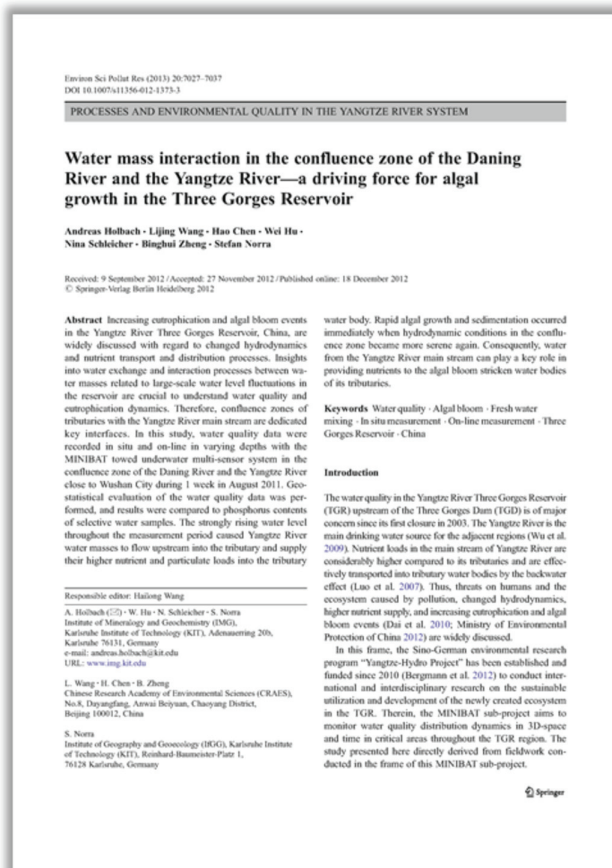 Environ Sci Pollut Res (2013) 20:7027–7037
DOI 10.1007/s11356-012-1373-3
PROCESSES AND ENVIRONMENTAL QUALITY IN THE YANGTZE RIVER SYSTEM
Water mass interaction in the confluence zone of the Daning
River and the Yangtze River—a driving force for algal
growth in the Three Gorges Reservoir
Andreas Holbach · Lijing Wang · Hao Chen · Wei Hu ·
Nina Schleicher · Binghui Zheng · Stefan Norra
Received: 9 September 2012 / Accepted: 27 November 2012 / Published online: 18 December 2012
© Springer-Verlag Berlin Heidelberg 2012
Abstract Increasing eutrophication and algal bloom events
in the Yangtze River Three Gorges Reservoir, China, are
widely discussed with regard to changed hydrodynamics
and nutrient transport and distribution processes. Insights
into water exchange and interaction processes between wa-
ter masses related to large-scale water level fluctuations in
the reservoir are crucial to understand water quality and
eutrophication dynamics. Therefore, confluence zones of
tributaries with the Yangtze River main stream are dedicated
key interfaces. In this study, water quality data were
recorded in situ and on-line in varying depths with the
MINIBAT towed underwater multi-sensor system in the
confluence zone of the Daning River and the Yangtze River
close to Wushan City during 1 week in August 2011. Geo-
statistical evaluation of the water quality data was per-
formed, and results were compared to phosphorus contents
of selective water samples. The strongly rising water level
throughout the measurement period caused Yangtze River
water masses to flow upstream into the tributary and supply
their higher nutrient and particulate loads into the tributary
Responsible editor: Hailong Wang
A. Holbach (✉) · W. Hu · N. Schleicher · S. Norra
Institute of Mineralogy and Geochemistry (IMG),
Karlsruhe Institute of Technology (KIT), Adenauerring 20b,
Karlsruhe 76131, Germany
e-mail: andreas.holbach@kit.edu
URL: www.img.kit.edu
L. Wang · H. Chen · B. Zheng
Chinese Research Academy of Environmental Sciences (CRAES),
No.8, Dayangfang, Anwai Beiyuan, Chaoyang District,
Beijing 100012, China
S. Norra
Institute of Geography and Geoecology (IfGG), Karlsruhe Institute
of Technology (KIT), Reinhard-Baumeister-Platz 1,
76128 Karlsruhe, Germany
water body. Rapid algal growth and sedimentation occurred
immediately when hydrodynamic conditions in the conflu-
ence zone became more serene again. Consequently, water
from the Yangtze River main stream can play a key role in
providing nutrients to the algal bloom stricken water bodies
of its tributaries.
Keywords Water quality · Algal bloom · Fresh water
mixing · In situ measurement · On-line measurement · Three
Gorges Reservoir · China
Introduction
The water quality in the Yangtze River Three Gorges Reservoir
(TGR) upstream of the Three Gorges Dam (TGD) is of major
concern since its first closure in 2003. The Yangtze River is the
main drinking water source for the adjacent regions (Wu et al.
2009). Nutrient loads in the main stream of Yangtze River are
considerably higher compared to its tributaries and are effec-
tively transported into tributary water bodies by the backwater
effect (Luo et al. 2007). Thus, threats on humans and the
ecosystem caused by pollution, changed hydrodynamics,
higher nutrient supply, and increasing eutrophication and algal
bloom events (Dai et al. 2010; Ministry of Environmental
Protection of China 2012) are widely discussed.
In this frame, the Sino-German environmental research
program “Yangtze-Hydro Project” has been established and
funded since 2010 (Bergmann et al. 2012) to conduct inter-
national and interdisciplinary research on the sustainable
utilization and development of the newly created ecosystem
in the TGR. Therein, the MINIBAT sub-project aims to
monitor water quality distribution dynamics in 3D-space
and time in critical areas throughout the TGR region. The
study presented here directly derived from fieldwork con-
ducted in the frame of this MINIBAT sub-project.
Springer